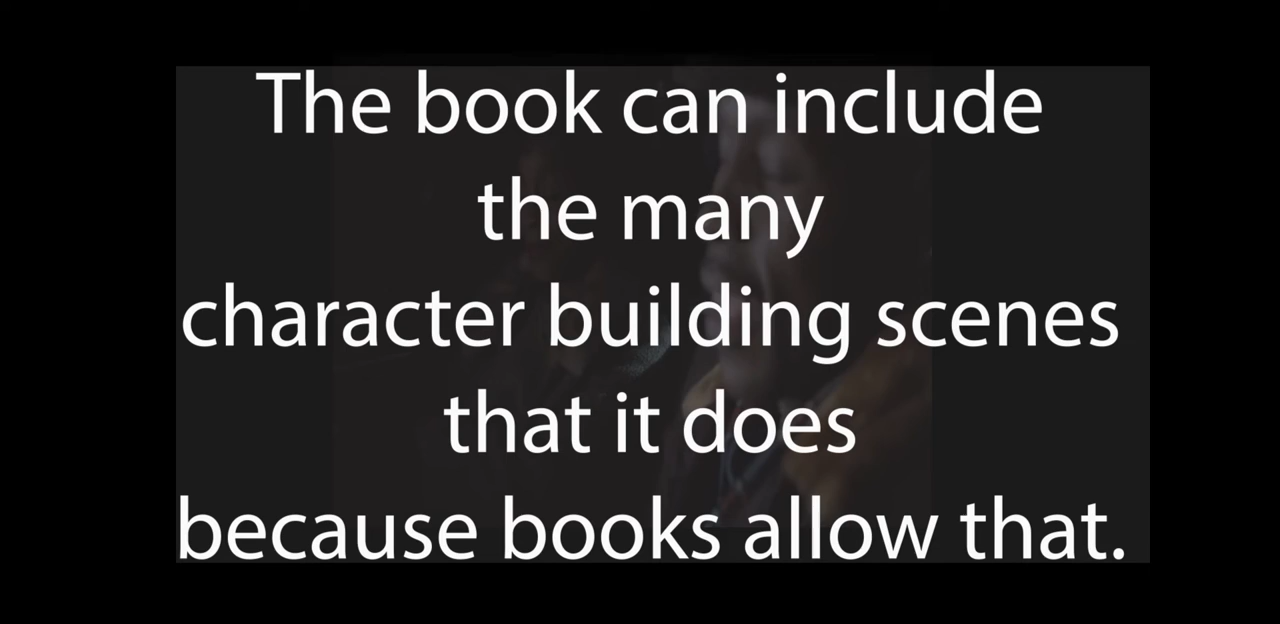 The book can include
the many
character building scenes
that it does
because books allow that.